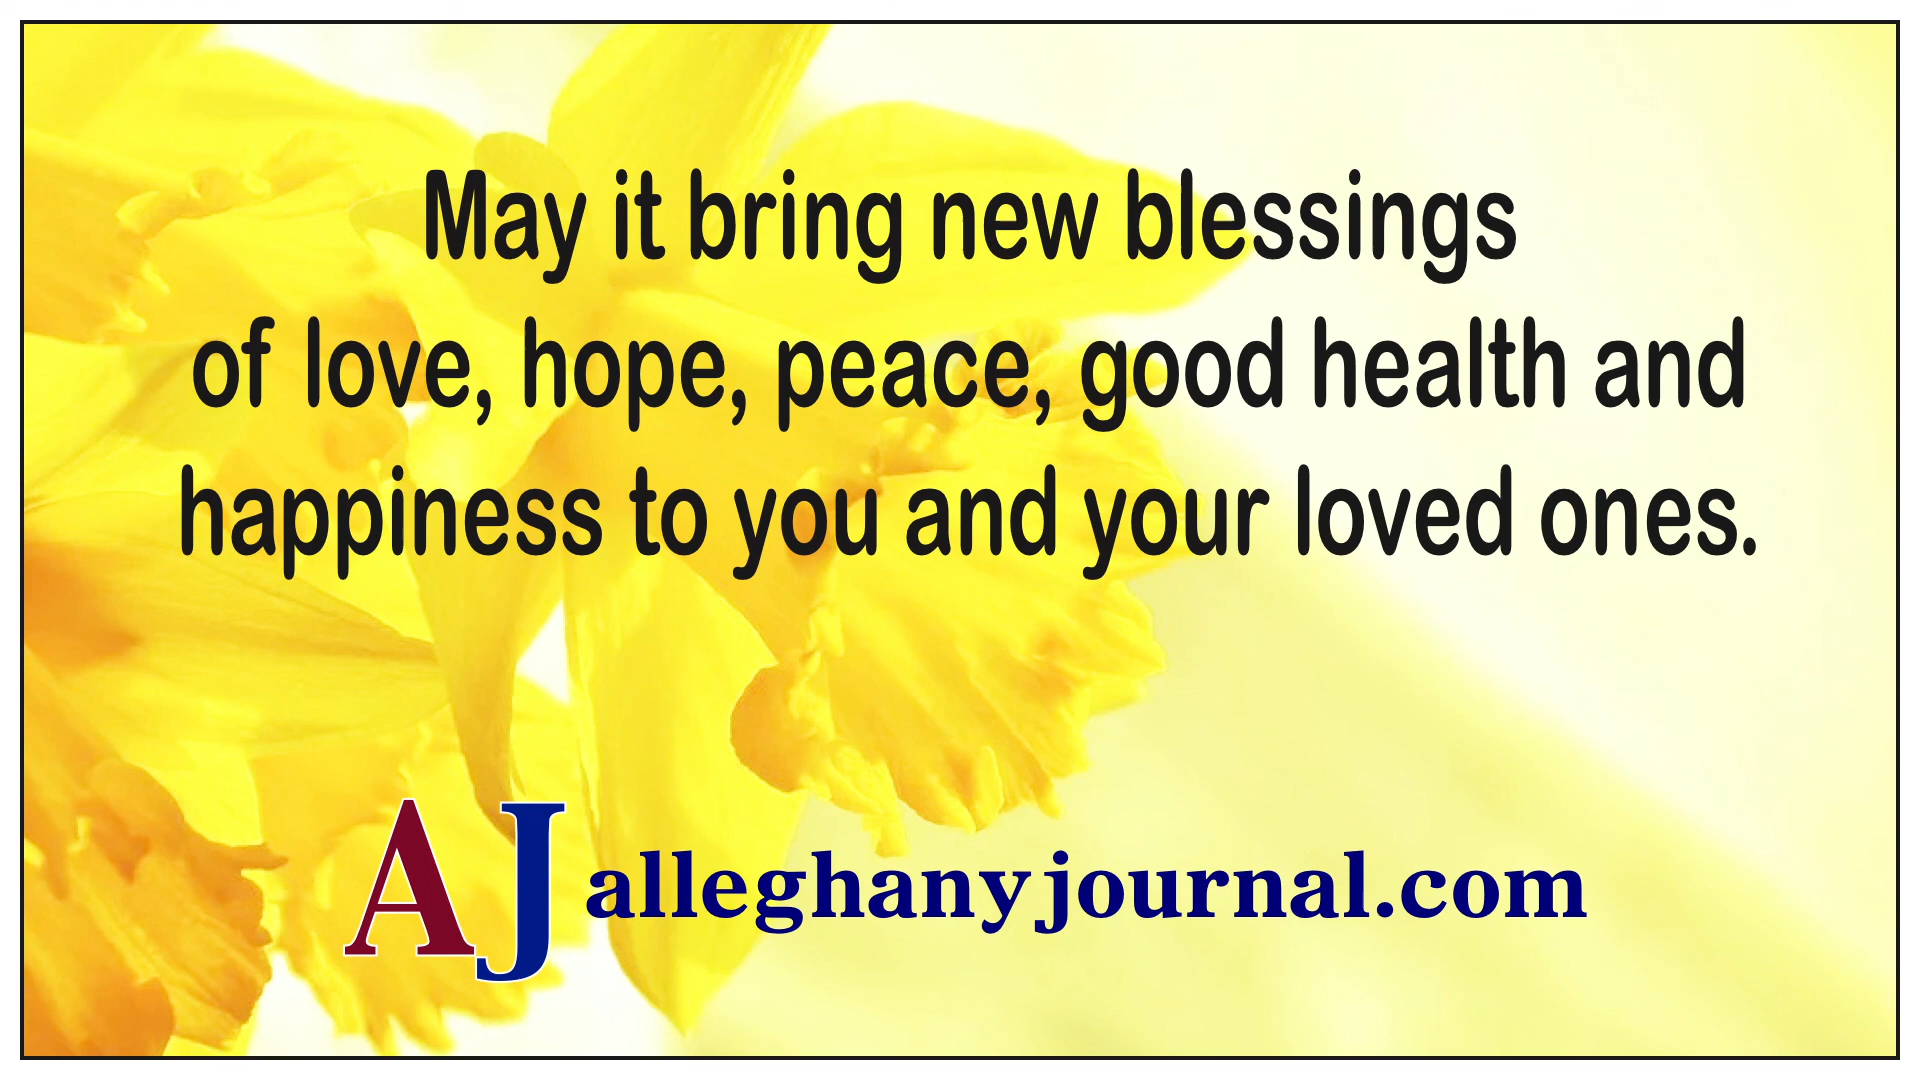 May it bring new blessings
of love, hope, peace, good health and
happiness to you and your loved ones.
AJ alleghanyjournal.com